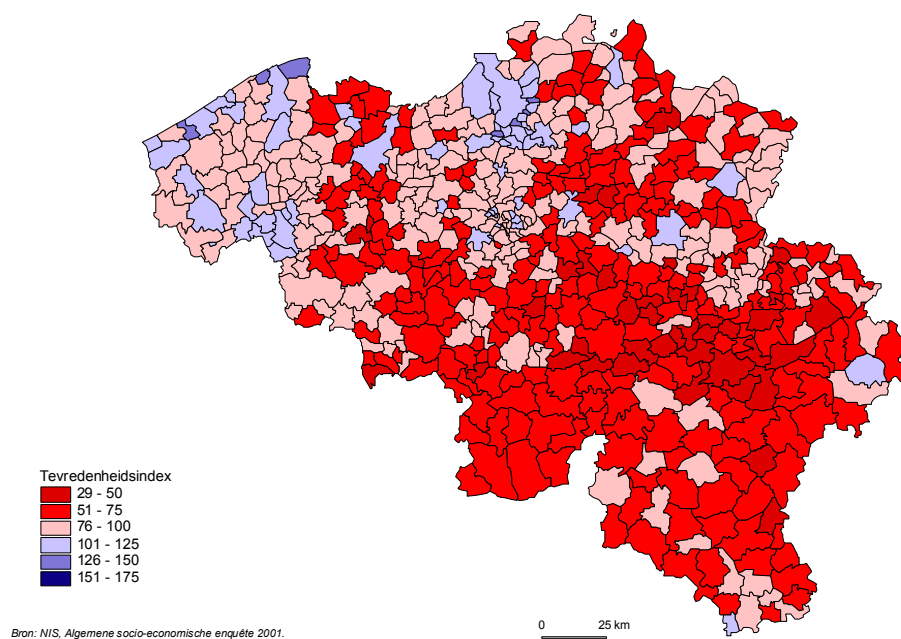 Tevredenheidsindex
29 - 50
51 - 75
76 - 100
101 - 125
126 - 150
151 - 175
0 25 km
Bron: NIS, Algemene socio-economische enquête 2001.